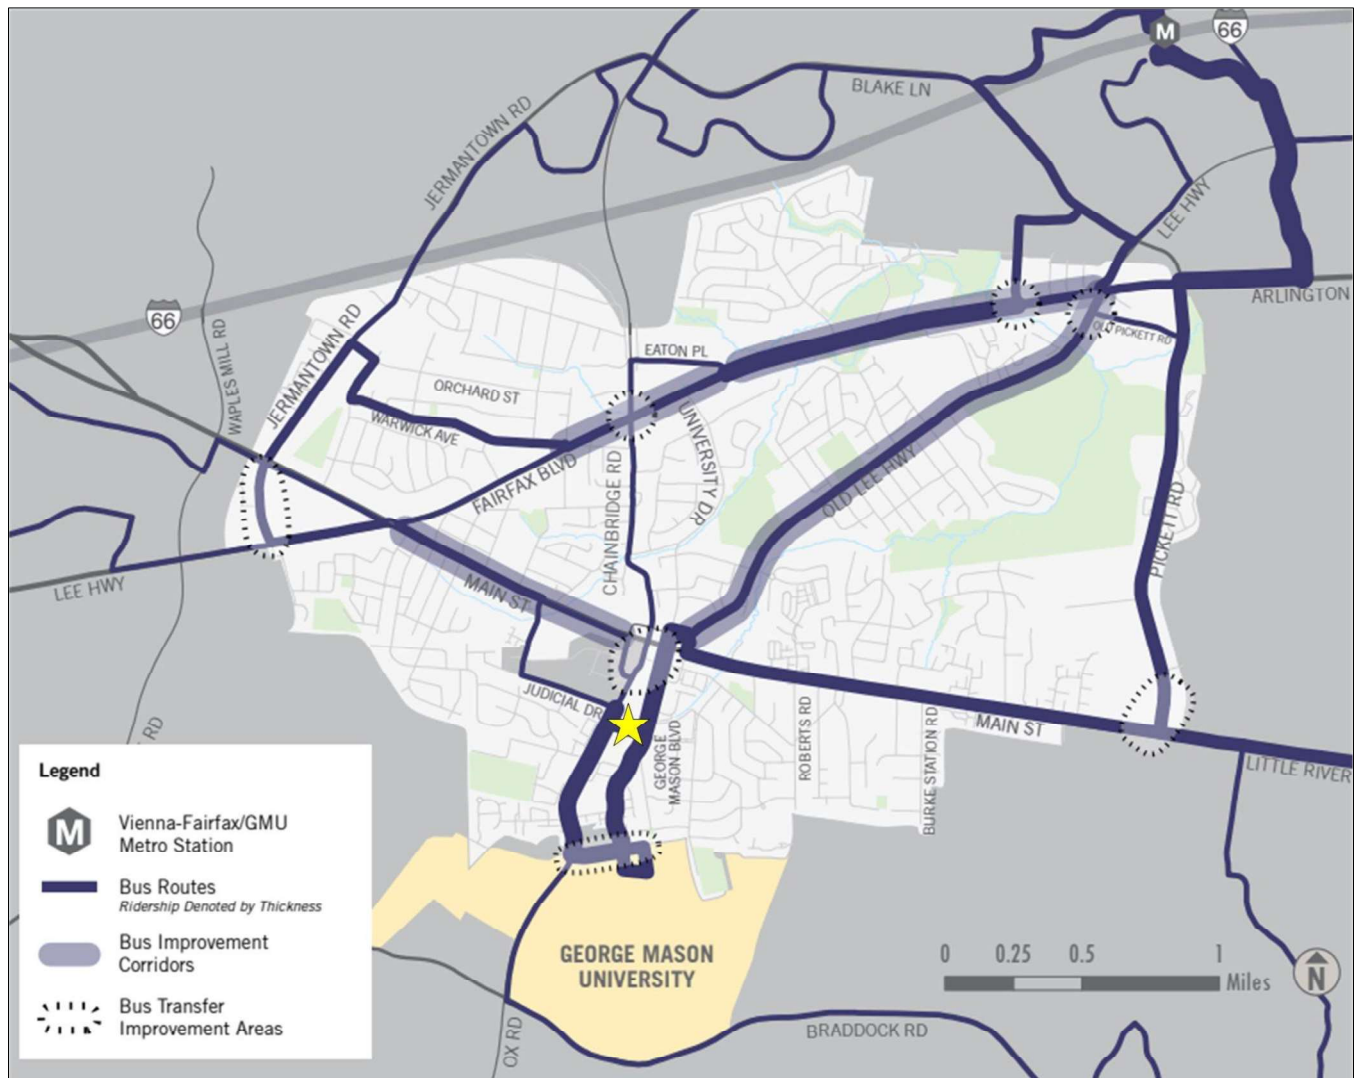 M
66
BLAKE LN
JERMANTOWN RD
LEE HWY
ARLINGTON
66
WAPLES MILL RD
JERMANTOWN RD
OLD PICKETT RD
EATON PL
ORCHARD ST
WARWICK AVE
UNIVERSITY DR
FAIRFAX BLVD
CHAINBRIDGE RD
OLD LEE HWY
PICKETT RD
LEE HWY
MAIN ST
JUDICIAL DR
GEORGE
MASON BLVD
ROBERTS RD
BURKE STATION RD
MAIN ST
LITTLE RIVER
RD
Legend
M
Vienna-Fairfax/GMU
Metro Station
Bus Routes
Ridership Denoted by Thickness
Bus Improvement
Corridors
Bus Transfer
Improvement Areas
GEORGE MASON
UNIVERSITY
0 0.25 0.5 1
Miles
N
OX RD
BRADDOCK RD